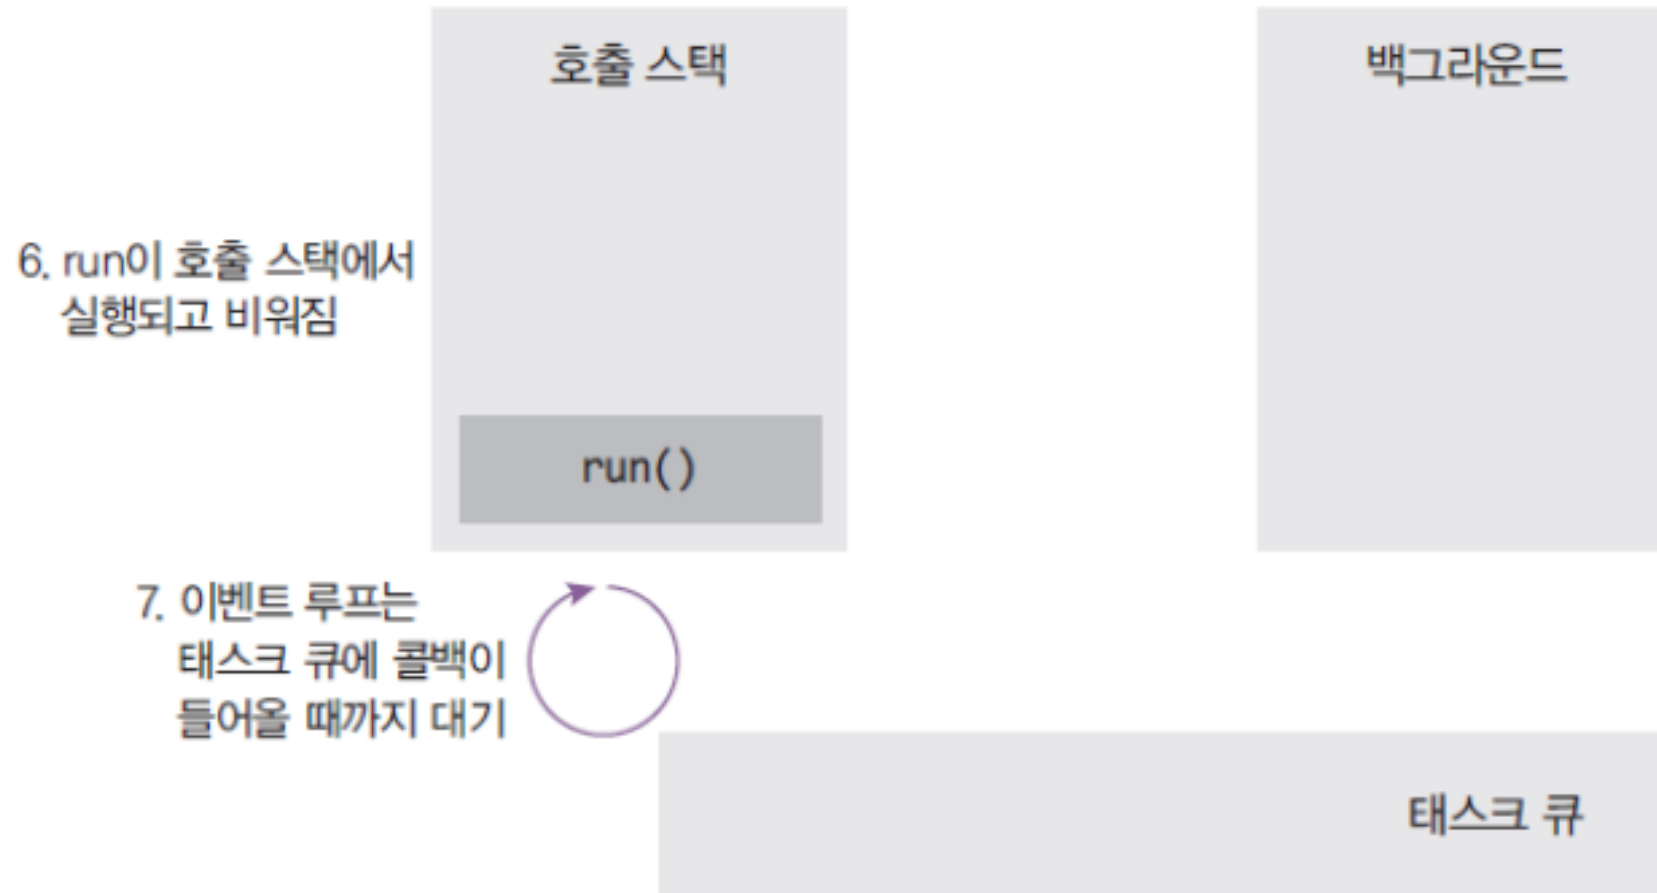 호출 스택
백그라운드
6. run이 호출 스택에서
실행되고 비워짐
run()
7. 이벤트 루프는
태스크 큐에 콜백이
들어올 때까지 대기
태스크 큐